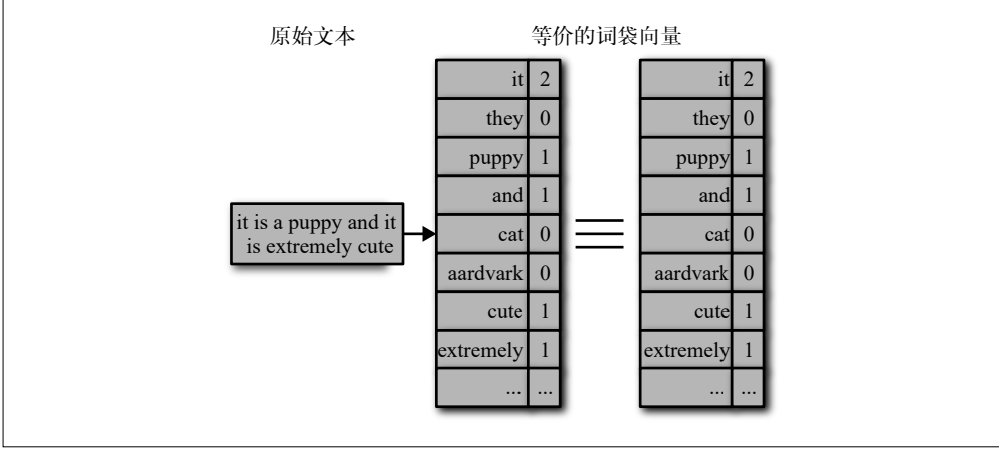 原始文本
等价的词袋向量
it is a puppy and it
is extremely cute
it 2
they 0
puppy 1
and 1
cat 0
aardvark 0
cute 1
extremely 1
... ...
it 2
they 0
puppy 1
and 1
cat 0
aardvark 0
cute 1
extremely 1
... ...